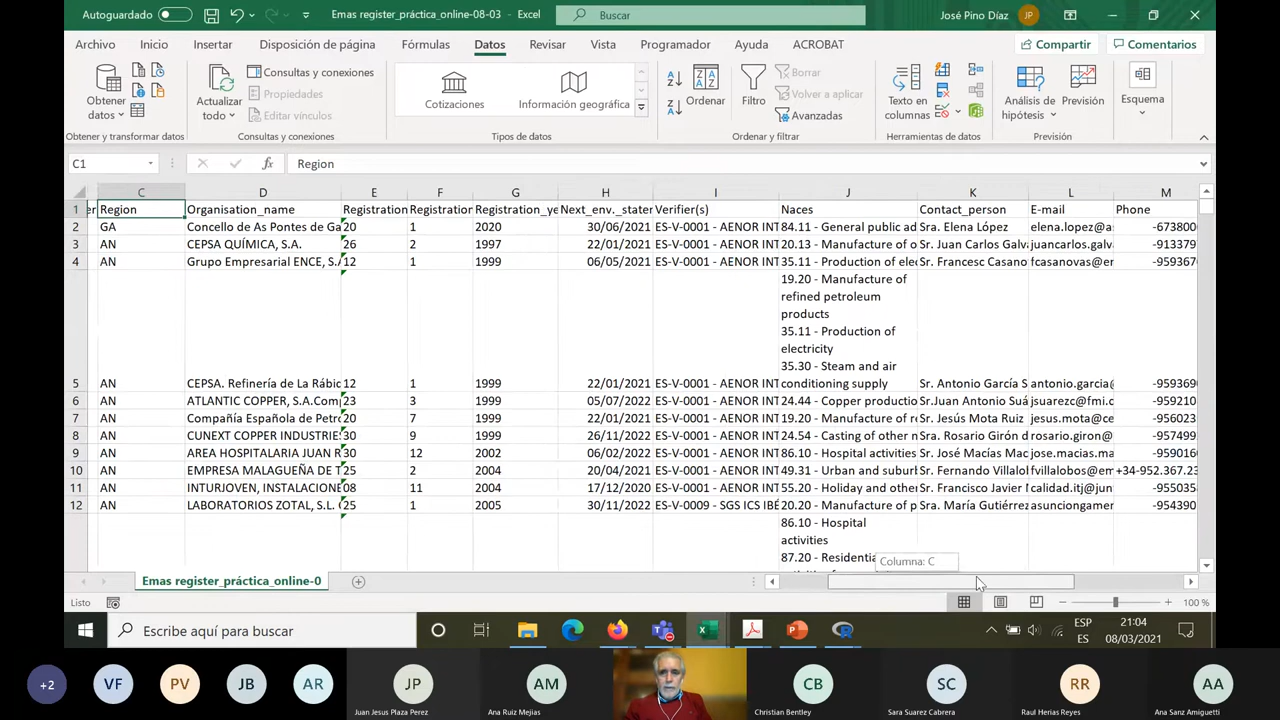 Autoguardado
Emas register_práctica_online-08-03 - Excel
Buscar
José Pino Díaz
JP
Archivo Inicio Insertar Disposición de página Fórmulas Datos Revisar Vista Programador Ayuda ACROBAT
Compartir
Comentarios
Obtener datos
Actualizar todo
Consultas y conexiones
Propiedades
Editar vínculos
Cotizaciones
Información geográfica
Ordenar
Filtro
Borrar
Volver a aplicar
Avanzadas
Texto en columnas
Análisis de hipótesis
Previsión
Esquema
Obtener y transformar datos
Consultas y conexiones
Tipos de datos
Ordenar y filtrar
Herramientas de datos
Previsión
C1
fx
Region
C D E F G H I J K L M
1 Region Organisation_name Registration Registration Registration_ye Next_env._stater Verifier(s) Naces Contact_person E-mail Phone
2 GA Concello de As Pontes de Ga 20 1 2020 30/06/2021 ES-V-0001 - AENOR INT 84.11 - General public ad Sra. Elena López elena.lopez@a -673800
3 AN CEPSA QUÍMICA, S.A. 26 2 1997 22/01/2021 ES-V-0001 - AENOR INT 20.13 - Manufacture of o Sr. Juan Carlos Galv juancarlos.galv -913379
4 AN Grupo Empresarial ENCE, S.A 12 1 1999 06/05/2021 ES-V-0001 - AENOR INT 35.11 - Production of elec Sr. Francesc Casano fcasanovas@en -959367
19.20 - Manufacture of
refined petroleum
products
35.11 - Production of
electricity
35.30 - Steam and air
5 AN CEPSA. Refinería de La Rábic 12 1 1999 22/01/2021 ES-V-0001 - AENOR INT conditioning supply Sr. Antonio García S antonio.garcia@ -959369
6 AN ATLANTIC COPPER, S.A.Com 23 3 1999 05/07/2022 ES-V-0001 - AENOR INT 24.44 - Copper productio Sr.Juan Antonio Suá jsuarezc@fmi.c -959210
7 AN Compañía Española de Petro 20 7 1999 22/01/2021 ES-V-0001 - AENOR INT 19.20 - Manufacture of r Sr. Jesús Mota Ruiz jesus.mota@ce -956023
8 AN CUNEXT COPPER INDUSTRIE 30 9 1999 26/11/2022 ES-V-0001 - AENOR INT 24.54 - Casting of other n Sra. Rosario Girón d rosario.giron@ -957499
9 AN AREA HOSPITALARIA JUAN R 30 12 2002 06/02/2022 ES-V-0001 - AENOR INT 86.10 - Hospital activities Sr. José Macías Mac jose.macias.ma -959016
10 AN EMPRESA MALAGUEÑA DE T 25 2 2004 20/04/2021 ES-V-0001 - AENOR INT 49.31 - Urban and suburb Sr. Fernando Villalol fvillalobos@em +34-952.367.2
11 AN INTURJOVEN, INSTALACIONE 08 11 2004 17/12/2020 ES-V-0001 - AENOR INT 55.20 - Holiday and othe Sr. Francisco Javier calidad.itj@jun -955035
12 AN LABORATORIOS ZOTAL, S.L. 25 1 2005 30/11/2022 ES-V-0009 - SGS ICS IBÉ 20.20 - Manufacture of p Sra. María Gutiérrez asunciongamer -954390
86.10 - Hospital
activities
87.20 - Residentia
Columna: C
Emas register_práctica_online-0
Listo
100 %
Escribe aquí para buscar
ESP
ES
21:04
08/03/2021
+2 VF PV JB AR JP AM CB SC RR AA
Juan Jesus Plaza Perez
Ana Ruiz Mejias
Christian Bentley
Sara Suarez Cabrera
Raul Herias Reyes
Ana Sanz Amiguetti